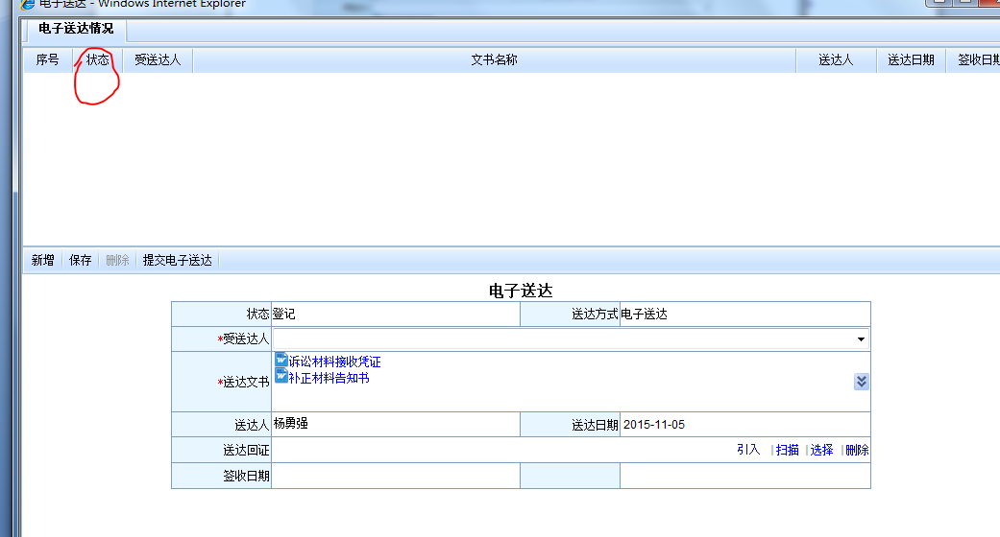 电子送达 - Windows Internet Explorer
电子送达情况
序号 状态 受送达人 文书名称 送达人 送达日期 签收日期
新增 保存 删除 提交电子送达
电子送达
状态 登记 送达方式 电子送达
*受送达人
*送达文书 诉讼材料接收凭证
补正材料告知书
送达人 杨勇强 送达日期 2015-11-05
送达回证 引入 |扫描 |选择 |删除
签收日期